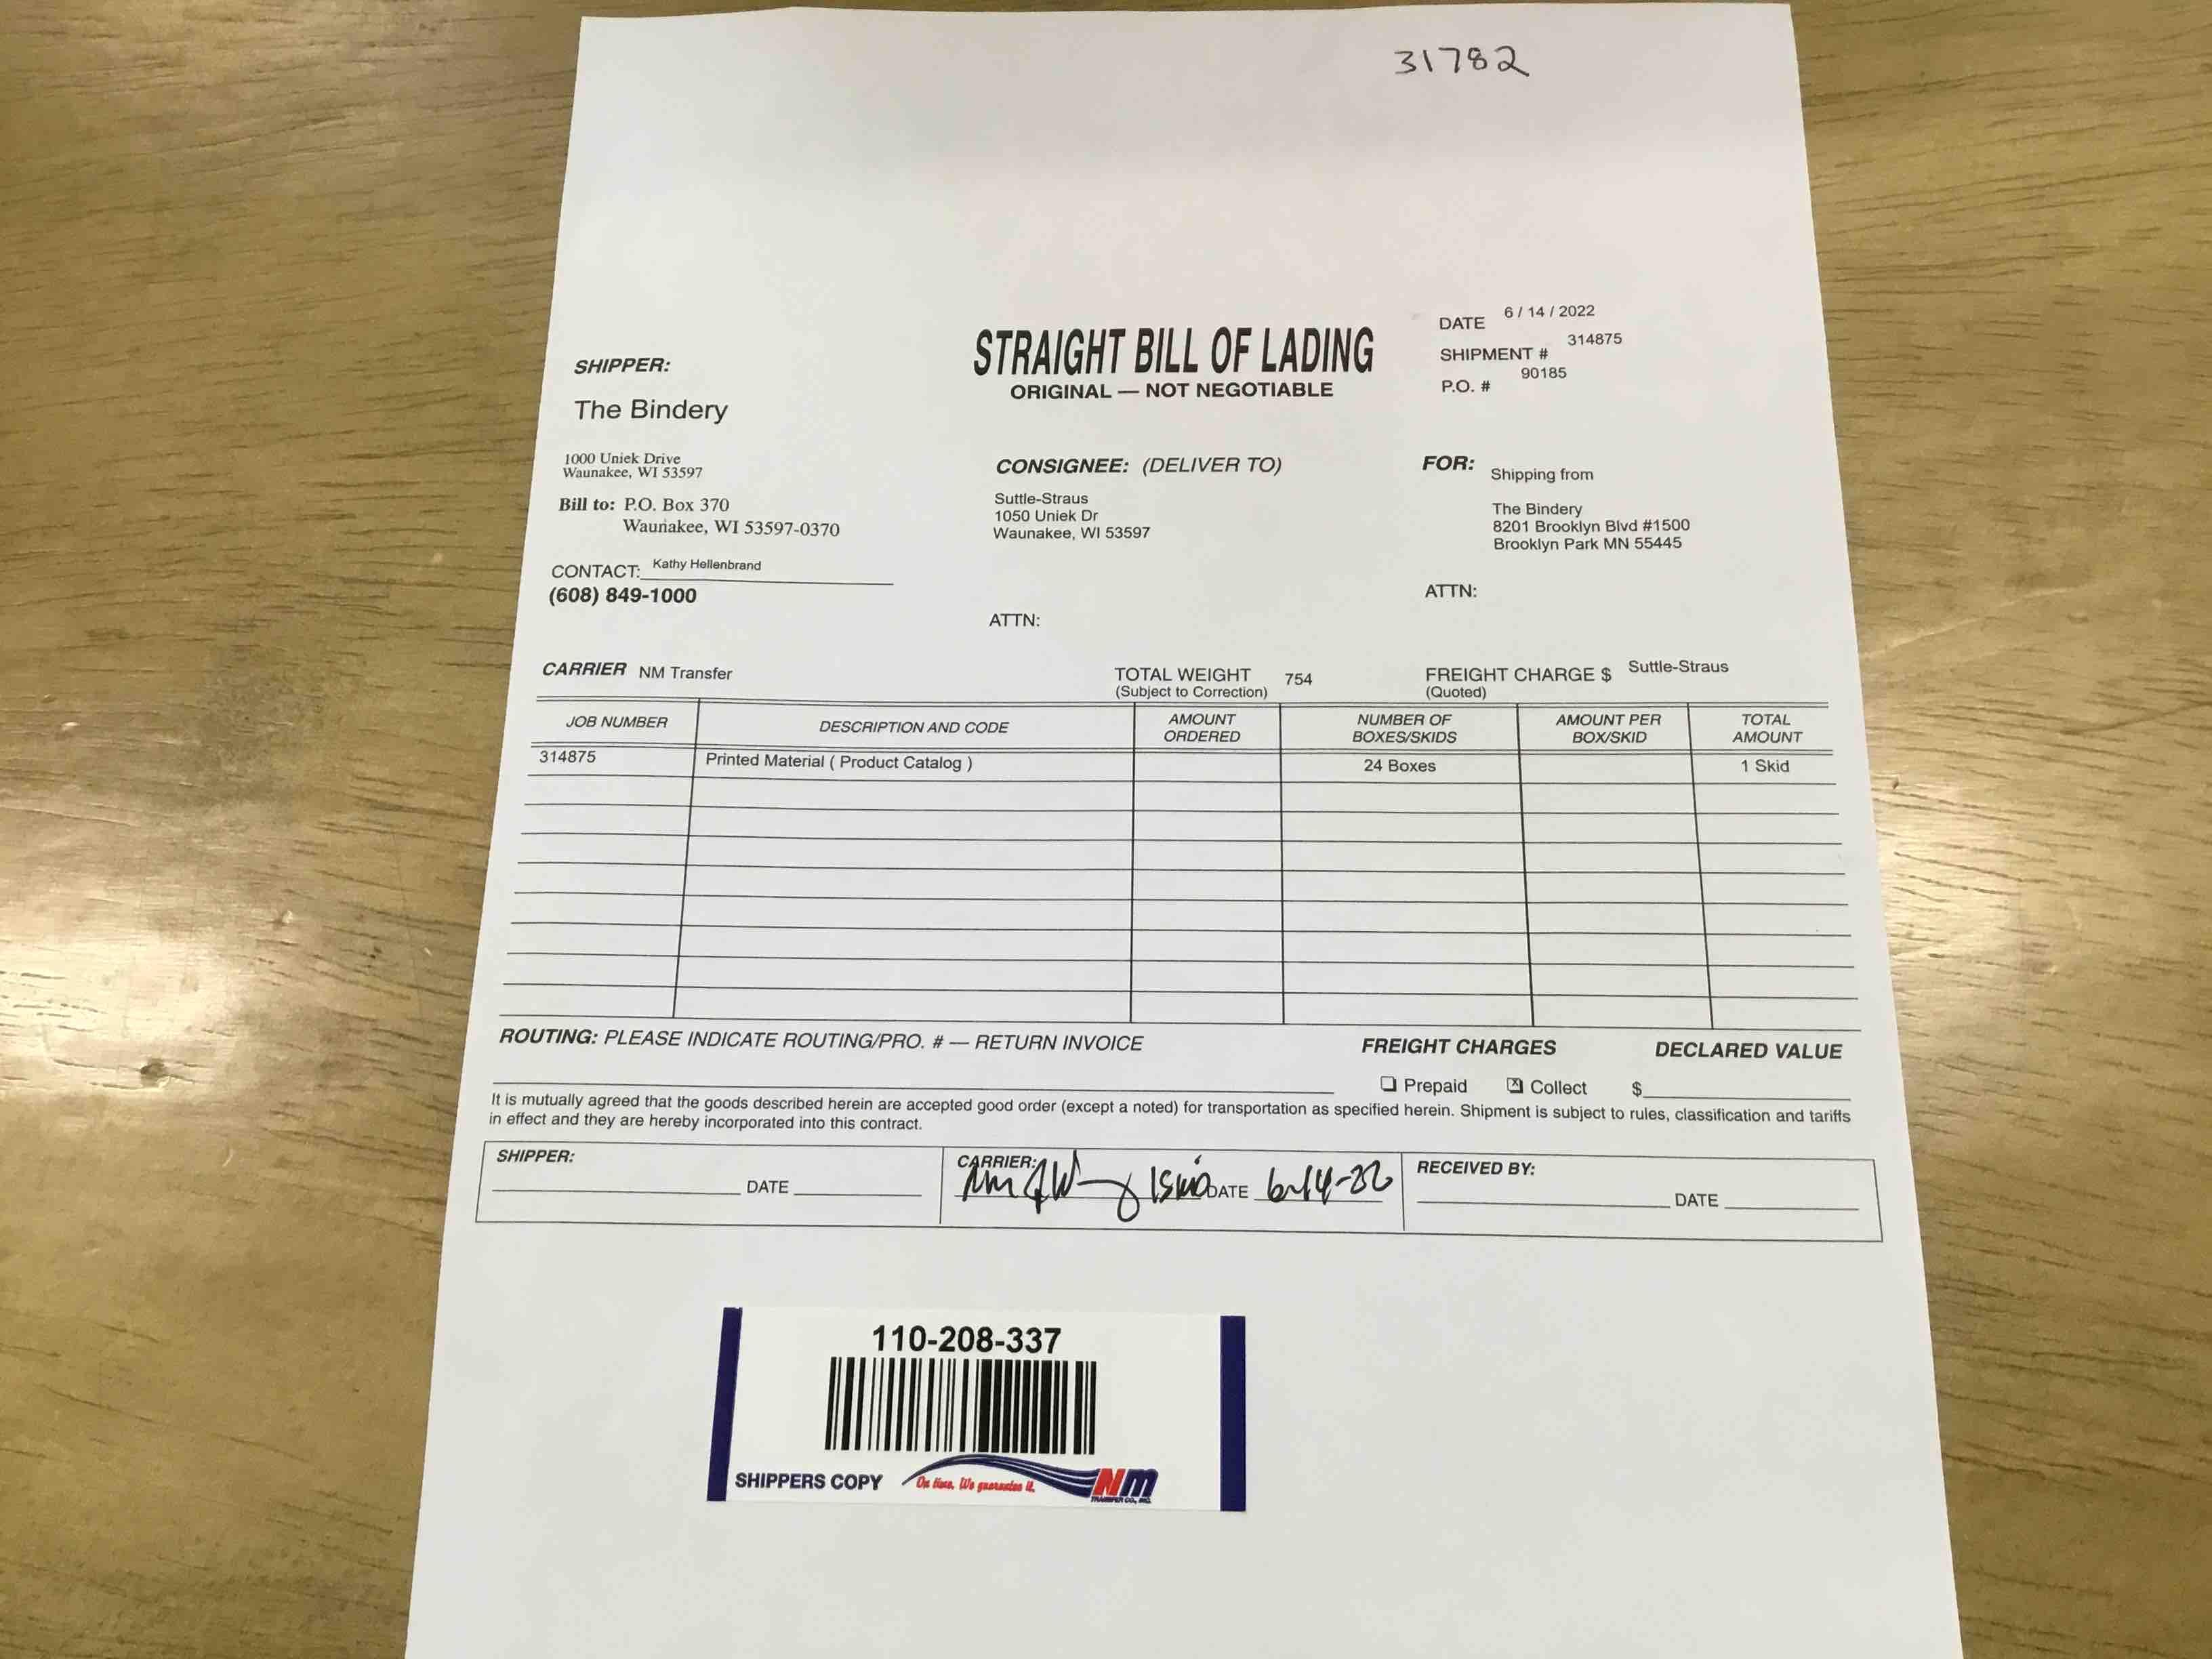 31782
DATE 6 / 14 / 2022
SHIPMENT # 314875
P.O. # 90185
STRAIGHT BILL OF LADING
ORIGINAL — NOT NEGOTIABLE
SHIPPER:
The Bindery
1000 Uniek Drive
Waunakee, WI 53597
Bill to: P.O. Box 370
Waunakee, WI 53597-0370
CONTACT: Kathy Hellenbrand
(608) 849-1000
CONSIGNEE: (DELIVER TO)
Suttle-Straus
1050 Uniek Dr
Waunakee, WI 53597
ATTN:
FOR: Shipping from
The Bindery
8201 Brooklyn Blvd #1500
Brooklyn Park MN 55445
ATTN:
CARRIER NM Transfer
TOTAL WEIGHT 754
(Subject to Correction)
FREIGHT CHARGE $ Suttle-Straus
(Quoted)
JOB NUMBER
DESCRIPTION AND CODE
AMOUNT
ORDERED
NUMBER OF
BOXES/SKIDS
AMOUNT PER
BOX/SKID
TOTAL
AMOUNT
314875 Printed Material ( Product Catalog ) 24 Boxes 1 Skid
ROUTING: PLEASE INDICATE ROUTING/PRO. # — RETURN INVOICE
FREIGHT CHARGES DECLARED VALUE
Prepaid Collect $
It is mutually agreed that the goods described herein are accepted good order (except a noted) for transportation as specified herein. Shipment is subject to rules, classification and tariffs
in effect and they are hereby incorporated into this contract.
SHIPPER:
DATE
CARRIER:
DATE 6-14-22
RECEIVED BY:
DATE
110-208-337
SHIPPERS COPY On time. We guarantee it. Nm
TRANSFER CO., INC.